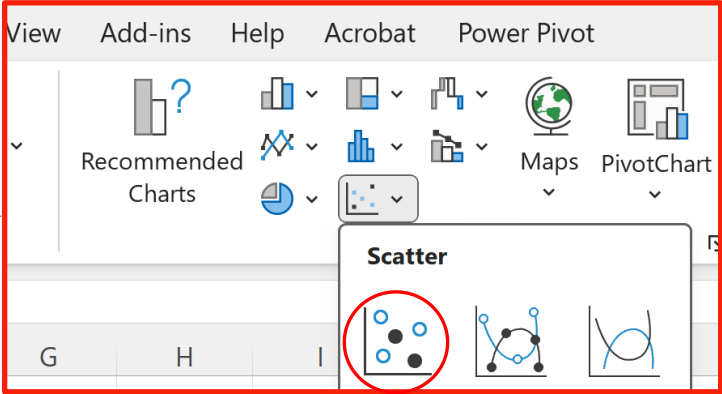 View Add-ins Help Acrobat Power Pivot
Recommended
Charts
Maps
PivotChart
Scatter
G H I